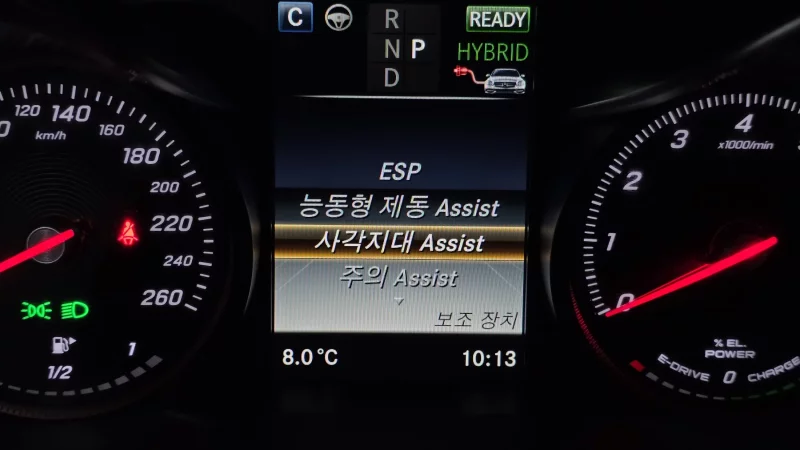 C
R
READY
N P
HYBRID
D
0 120 140 160 180 200 220 240 260
km/h
1/2 1
ESP
능동형 제동 Assist
사각지대 Assist
주의 Assist
보조 장치
8.0°C 10:13
0 1 2 3 4
x1000/min
% EL.
POWER
E-DRIVE 0 CHARGE